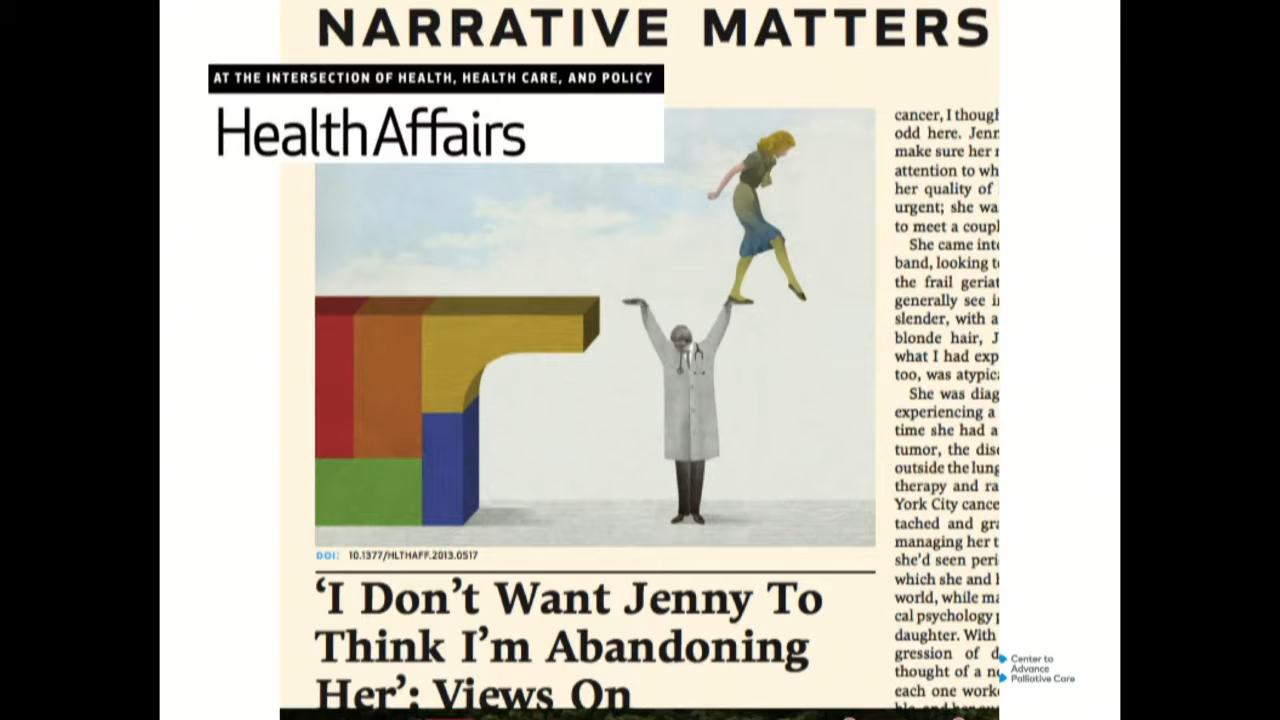 NARRATIVE MATTERS
AT THE INTERSECTION OF HEALTH, HEALTH CARE, AND POLICY
HealthAffairs
DOI: 10.1377/HLTHAFF.2013.0517
‘I Don’t Want Jenny To
Think I’m Abandoning
Her’: Views On
cancer, I though
odd here. Jenn
make sure her
attention to wh
her quality of
urgent; she wa
to meet a coupl
She came int
band, looking t
the frail geriat
generally see i
slender, with a
blonde hair, J
what I had exp
too, was atypic
She was diag
experiencing a
time she had a
tumor, the dis
outside the lung
therapy and ra
York City cance
tached and gra
managing her t
she’d seen peri
which she and
world, while ma
cal psychology
daughter. With
gression of d
thought of a n
each one work
Center to
Advance
Palliative Care